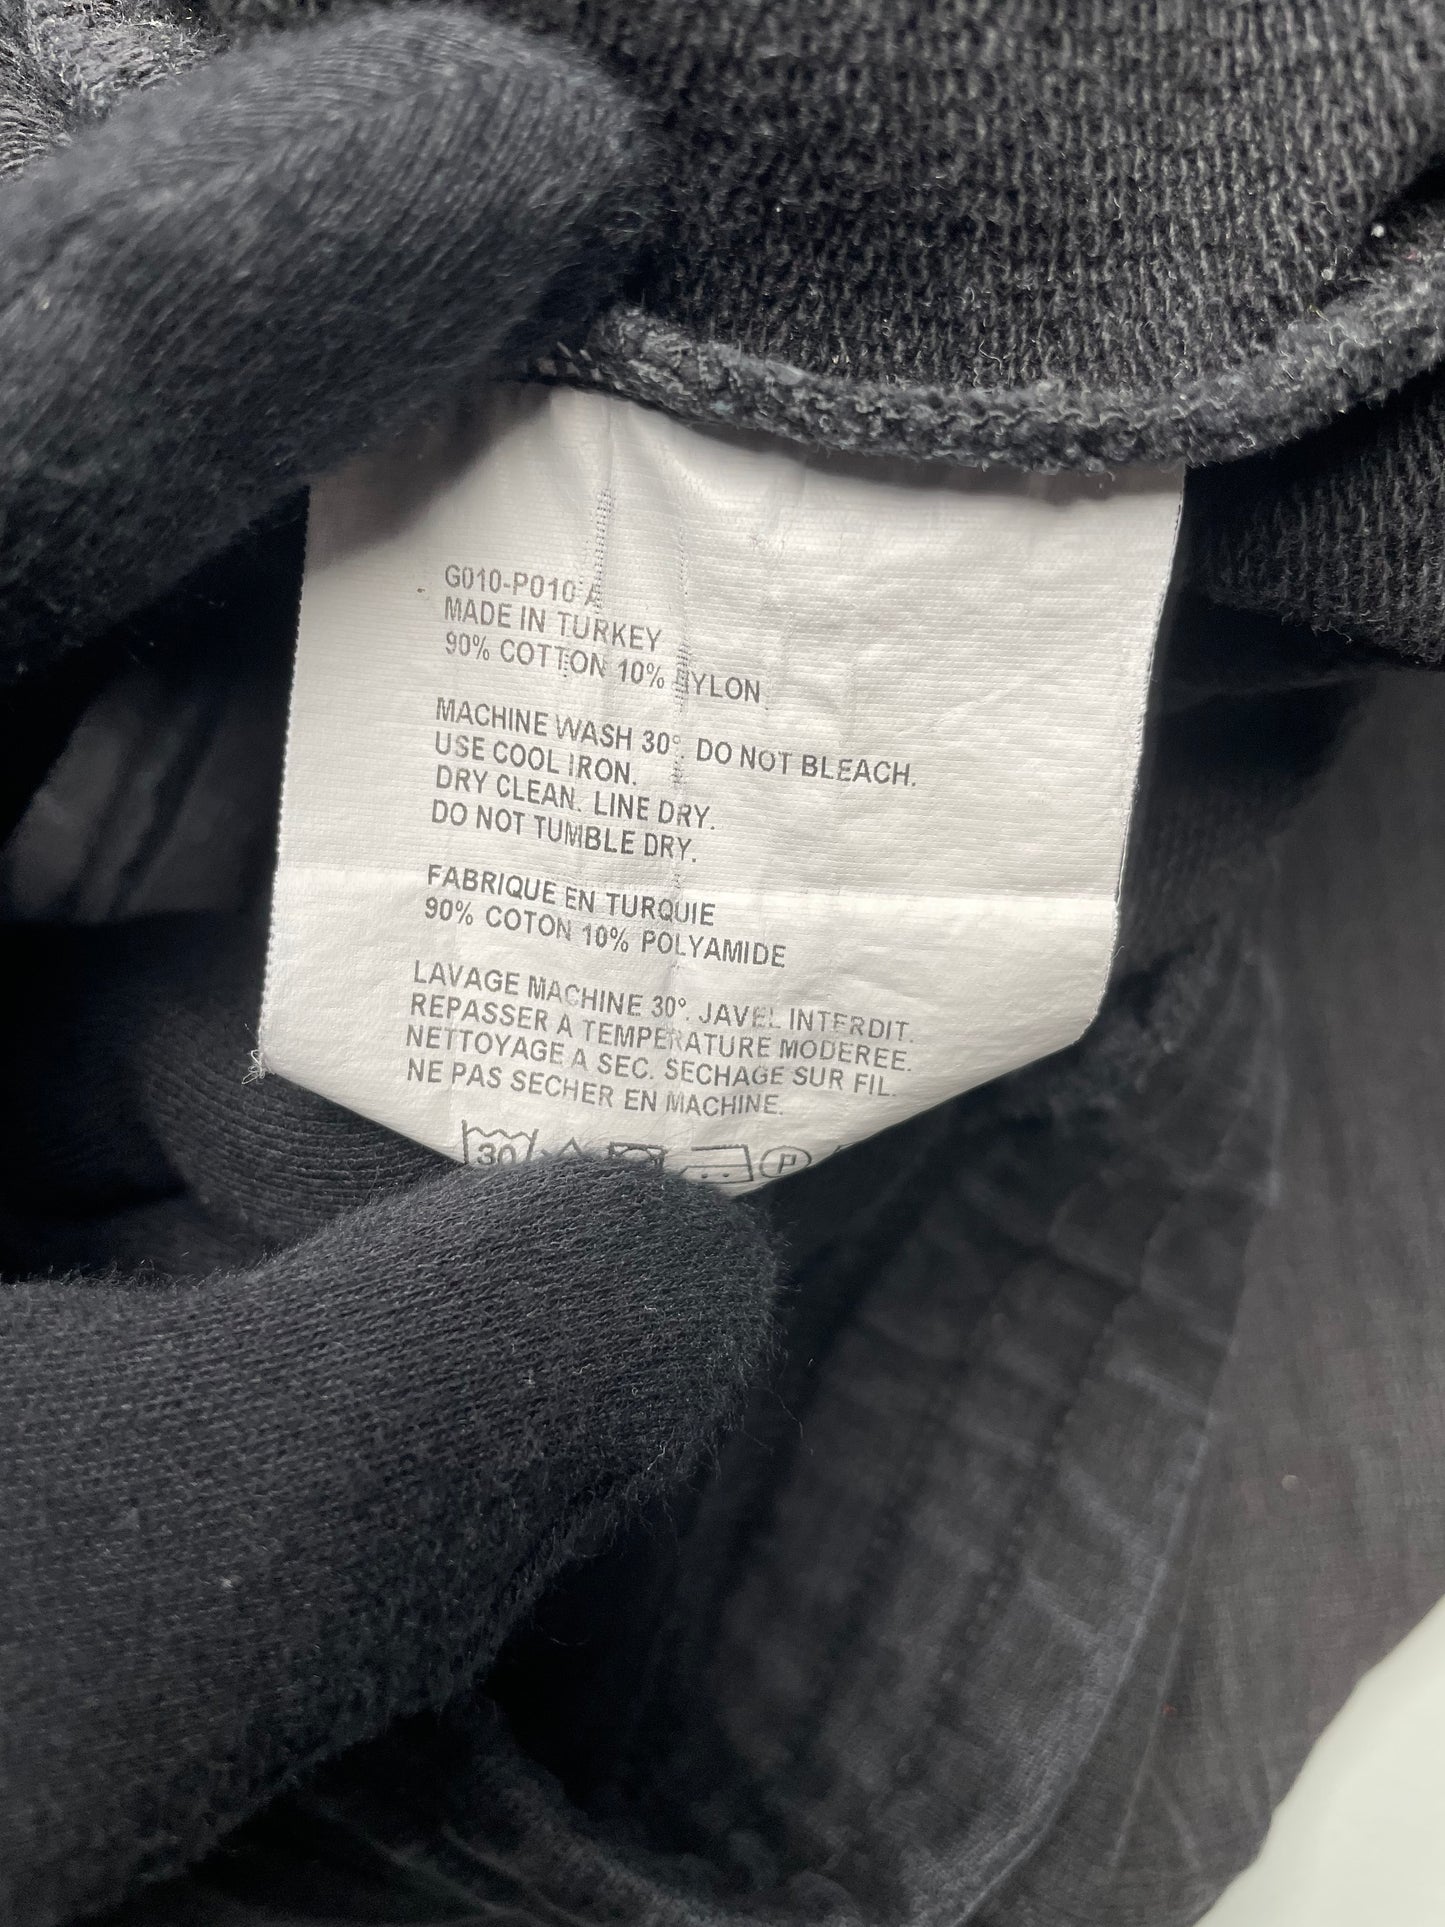 G010-P010 A
MADE IN TURKEY
90% COTTON 10% NYLON
MACHINE WASH 30°. DO NOT BLEACH.
USE COOL IRON.
DRY CLEAN. LINE DRY.
DO NOT TUMBLE DRY.
FABRIQUE EN TURQUIE
90% COTON 10% POLYAMIDE
LAVAGE MACHINE 30°. JAVEL INTERDIT.
REPASSER A TEMPERATURE MODEREE.
NETTOYAGE A SEC. SECHAGE SUR FIL.
NE PAS SECHER EN MACHINE.
30 P